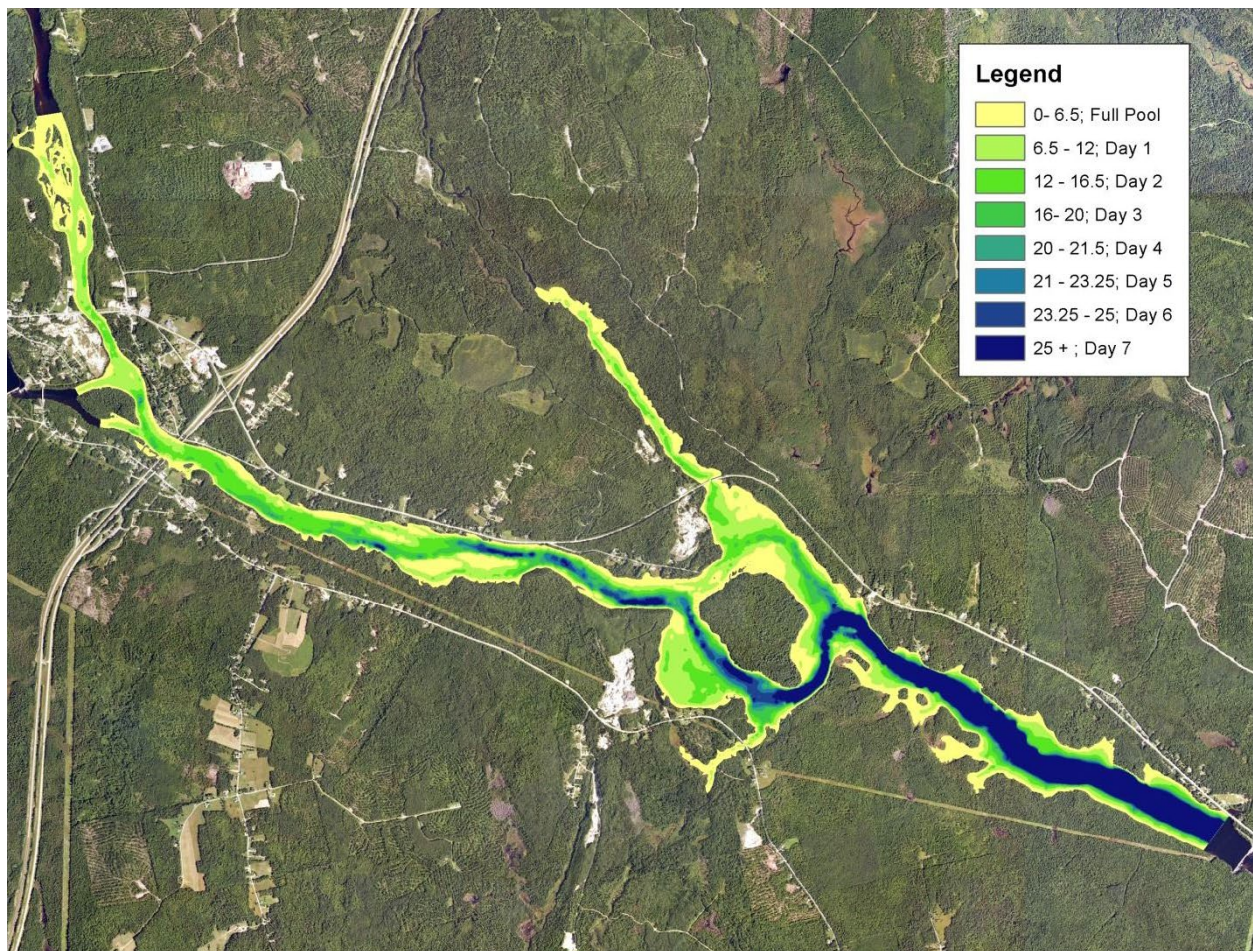 Legend
0- 6.5; Full Pool
6.5 - 12; Day 1
12 - 16.5; Day 2
16- 20; Day 3
20 - 21.5; Day 4
21 - 23.25; Day 5
23.25 - 25; Day 6
25 + ; Day 7